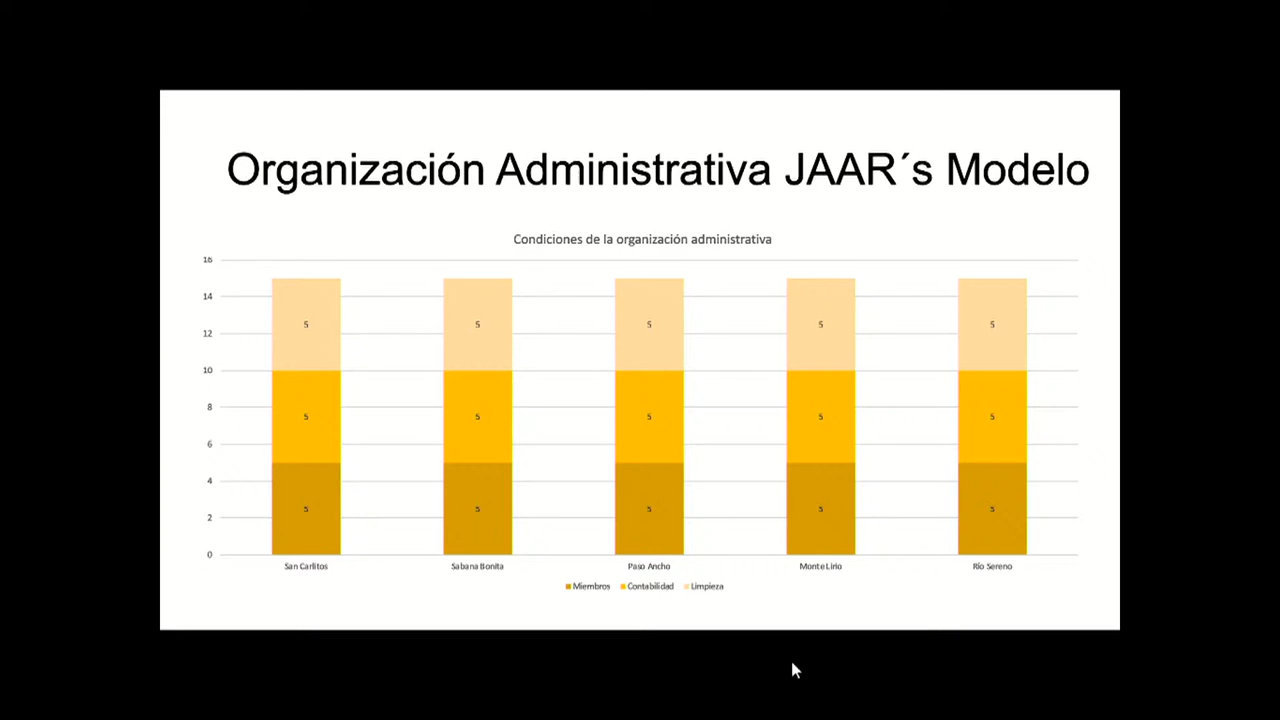 Organización Administrativa JAAR´s Modelo
Condiciones de la organización administrativa
16
14
12
10
8
6
4
2
0
5 5 5 5 5
5 5 5 5 5
5 5 5 5 5
San Carlitos Sabana Bonita Paso Ancho Monte Lirio Río Sereno
Miembros Contabilidad Limpieza